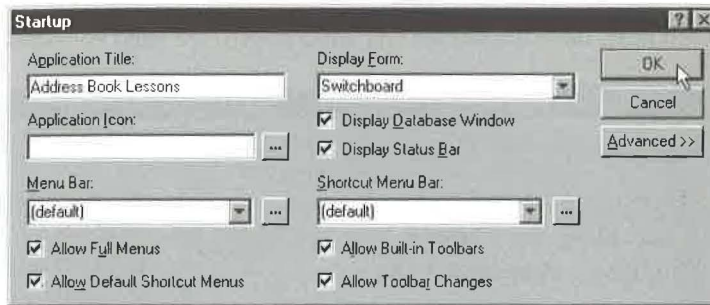 Startup
Application Title:
Address Book Lessons
Application Icon:
...
Menu Bar:
(default)
...
Allow Full Menus
Allow Default Shortcut Menus
Display Form:
Switchboard
Display Database Window
Display Status Bar
Shortcut Menu Bar:
(default)
...
Allow Built-in Toolbars
Allow Toolbar Changes
OK
Cancel
Advanced >>